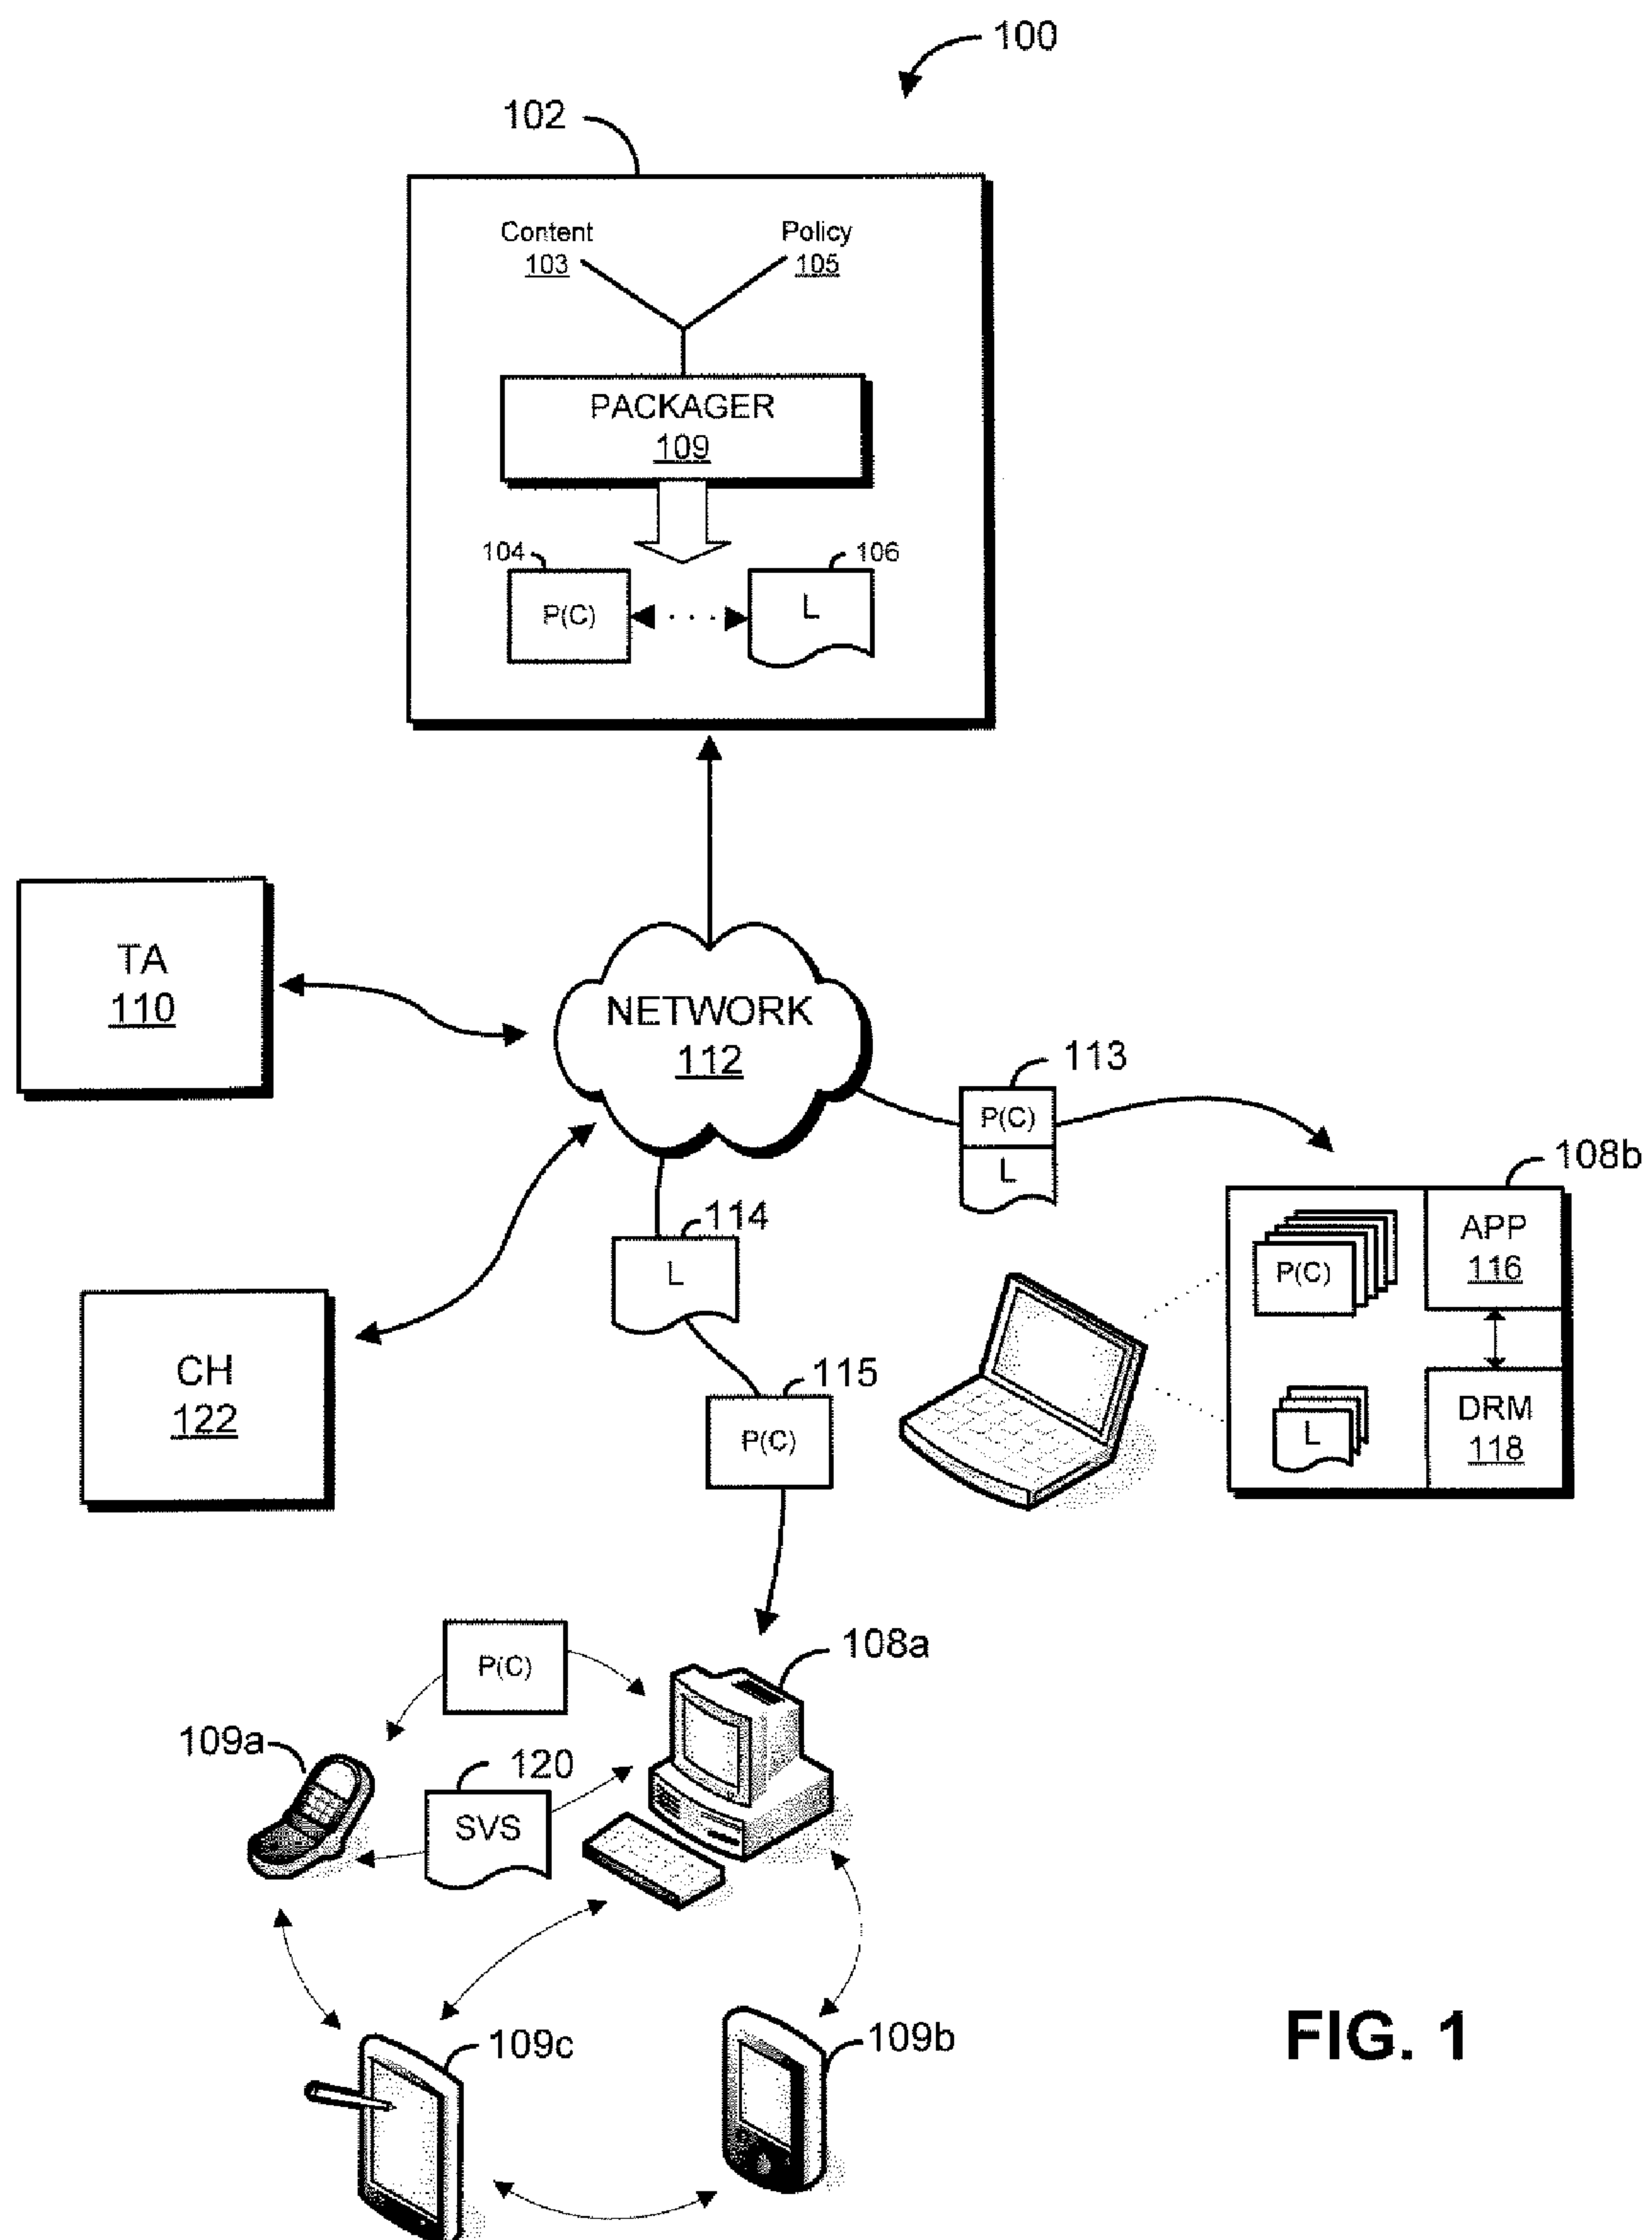 100
102
Content
103
Policy
105
PACKAGER
109
104
106
P(C)
. . .
L
TA
110
NETWORK
112
113
P(C)
L
108b
114
L
APP
116
P(C)
115
CH
122
DRM
118
L
P(C)
P(C)
108a
109a
120
SVS
109c
109b
FIG. 1